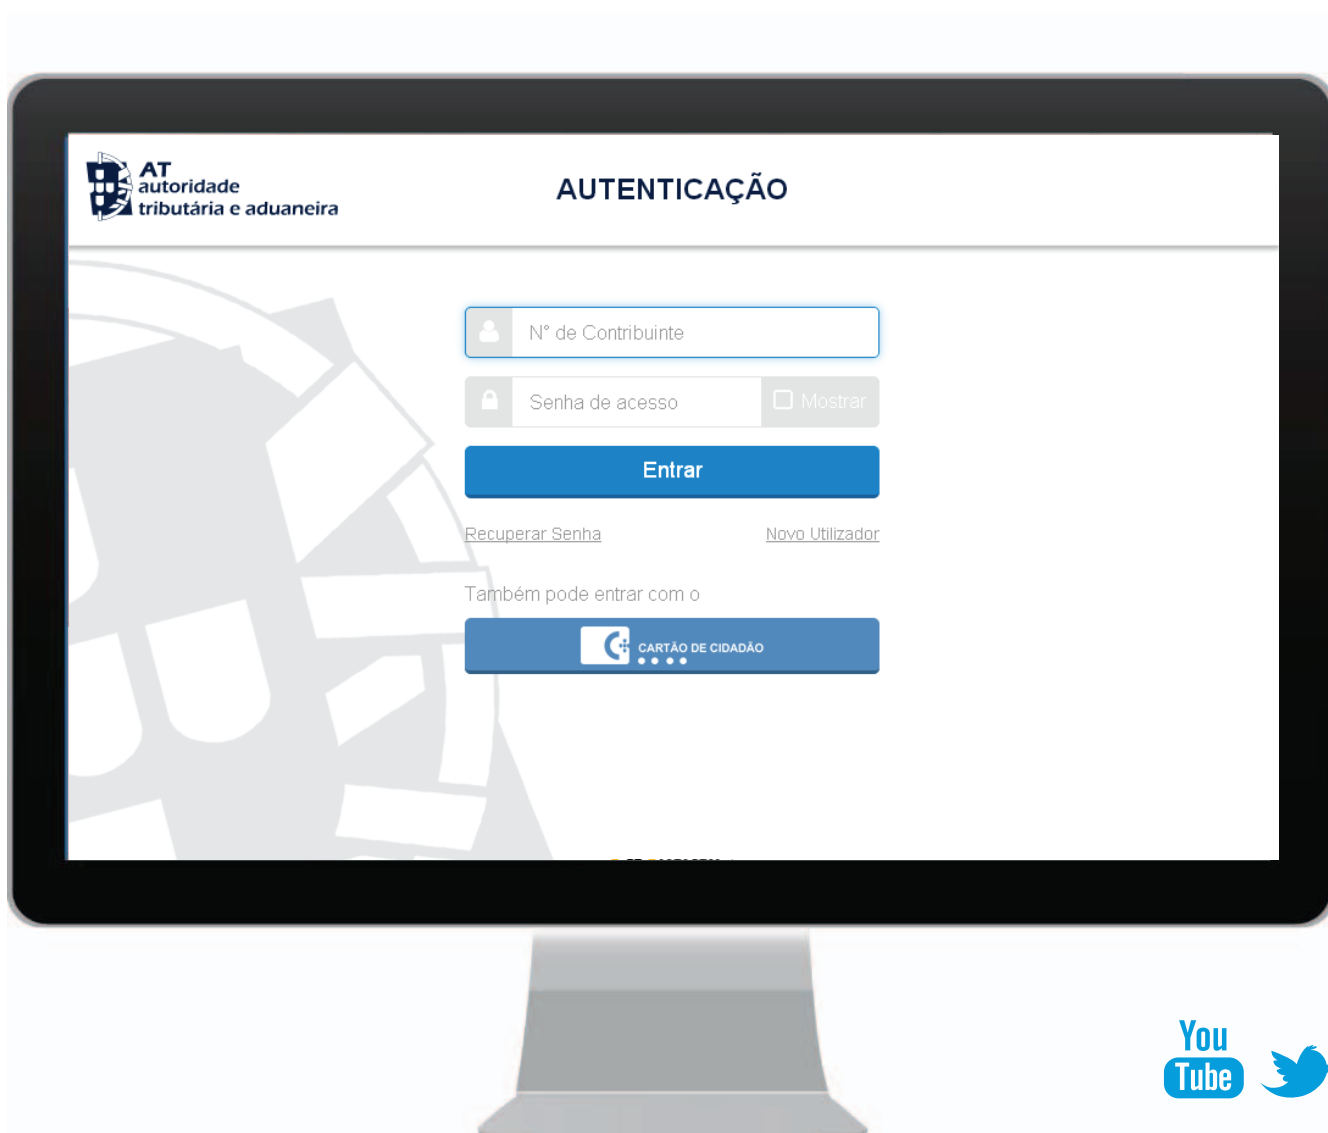 AT
autoridade
tributária e aduaneira
AUTENTICAÇÃO
N° de Contribuinte
Senha de acesso
Mostrar
Entrar
Recuperar Senha
Novo Utilizador
Também pode entrar com o
CARTÃO DE CIDADÃO
You
Tube